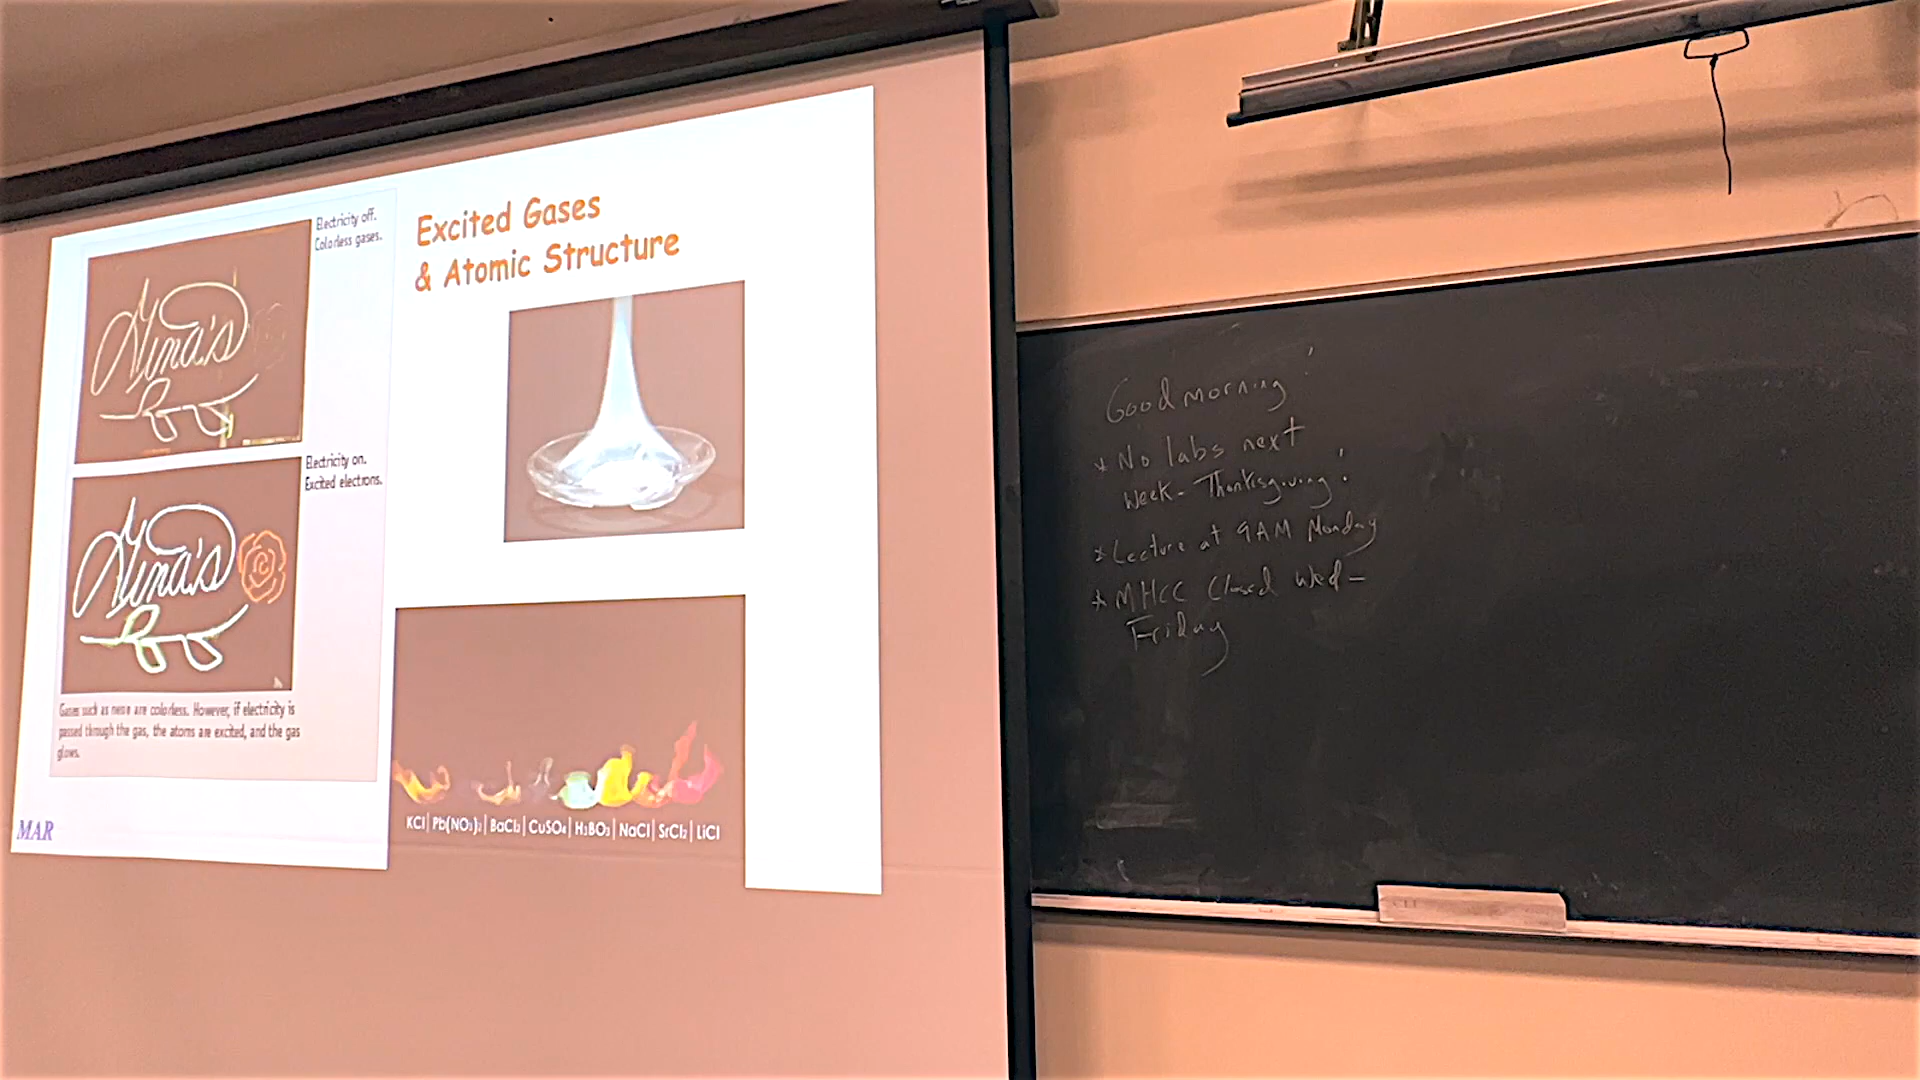 Electricity off.
Colorless gases.
Excited Gases
& Atomic Structure
Gina's
Electricity on.
Excited electrons.
Gina's
Gases such as neon are colorless. However, if electricity is
passed through the gas, the atoms are excited, and the gas
glows.
MAR
KCl | Pb(NO₃)₂ | BaCl₂ | CuSO₄ | H₃BO₃ | NaCl | SrCl₂ | LiCl
Good morning!
* No labs next
week - Thanksgiving!
* Lecture at 9AM Monday
* MHCC Closed Wed -
Friday